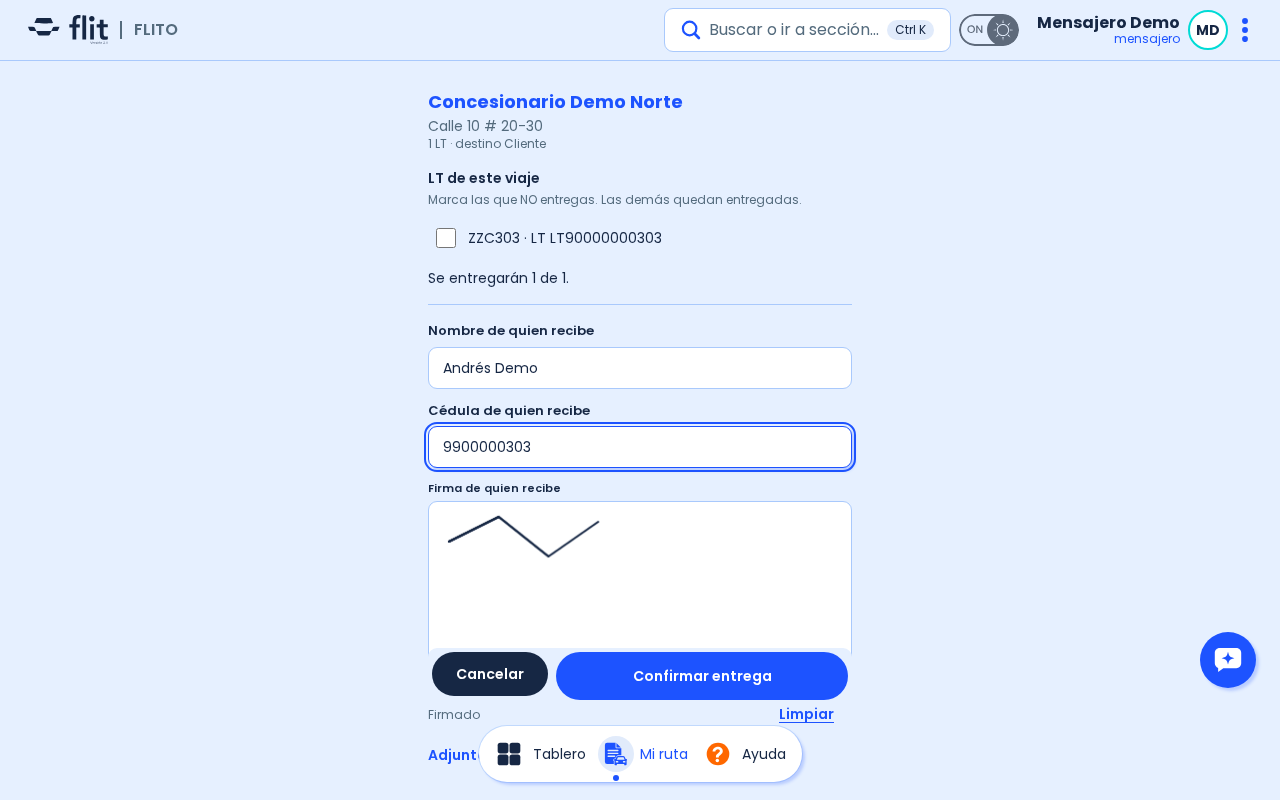 flit
FLITO
Buscar o ir a sección...
Ctrl K
ON
Mensajero Demo
mensajero
MD
Concesionario Demo Norte
Calle 10 # 20-30
1 LT · destino Cliente
LT de este viaje
Marca las que NO entregas. Las demás quedan entregadas.
ZZC303 · LT LT90000000303
Se entregarán 1 de 1.
Nombre de quien recibe
Andrés Demo
Cédula de quien recibe
9900000303
Firma de quien recibe
Cancelar
Confirmar entrega
Firmado
Limpiar
Tablero
Mi ruta
Ayuda